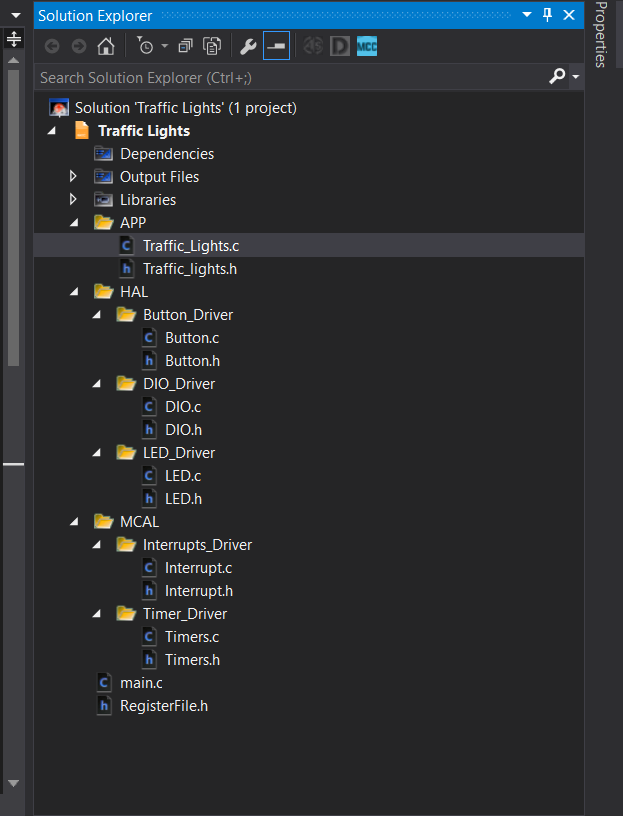 Solution Explorer
Properties
MCC
Search Solution Explorer (Ctrl+;)
Solution 'Traffic Lights' (1 project)
Traffic Lights
Dependencies
Output Files
Libraries
APP
C Traffic_Lights.c
h Traffic_lights.h
HAL
Button_Driver
C Button.c
h Button.h
DIO_Driver
C DIO.c
h DIO.h
LED_Driver
C LED.c
h LED.h
MCAL
Interrupts_Driver
C Interrupt.c
h Interrupt.h
Timer_Driver
C Timers.c
h Timers.h
C main.c
h RegisterFile.h